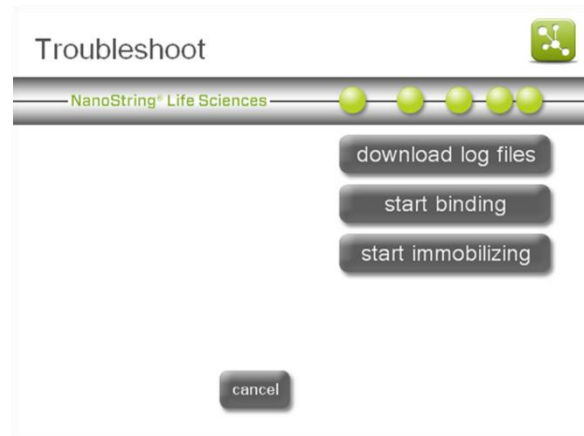 Troubleshoot
NanoString® Life Sciences
download log files
start binding
start immobilizing
cancel